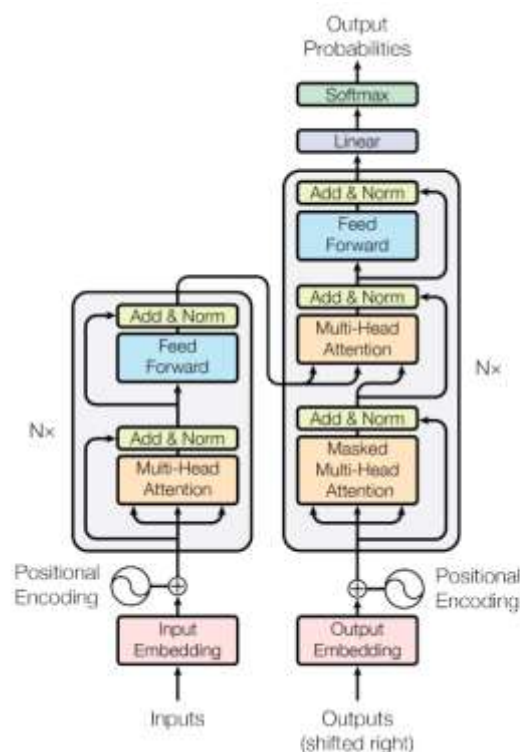 Output
Probabilities
Softmax
Linear
Add & Norm
Feed
Forward
Add & Norm
Multi-Head
Attention
Add & Norm
Masked
Multi-Head
Attention
N×
Add & Norm
Feed
Forward
Add & Norm
Multi-Head
Attention
N×
Positional
Encoding
Positional
Encoding
Input
Embedding
Output
Embedding
Inputs
Outputs
(shifted right)